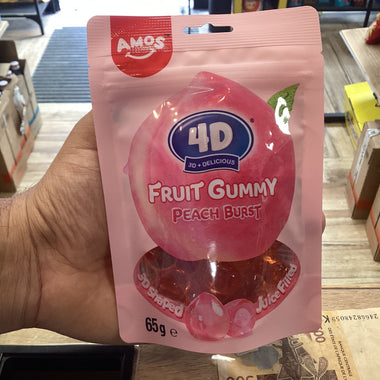 AMOS
4D
3D + DELICIOUS
FRUIT GUMMY
PEACH BURST
3D Shaped
Juice Filled
65g e